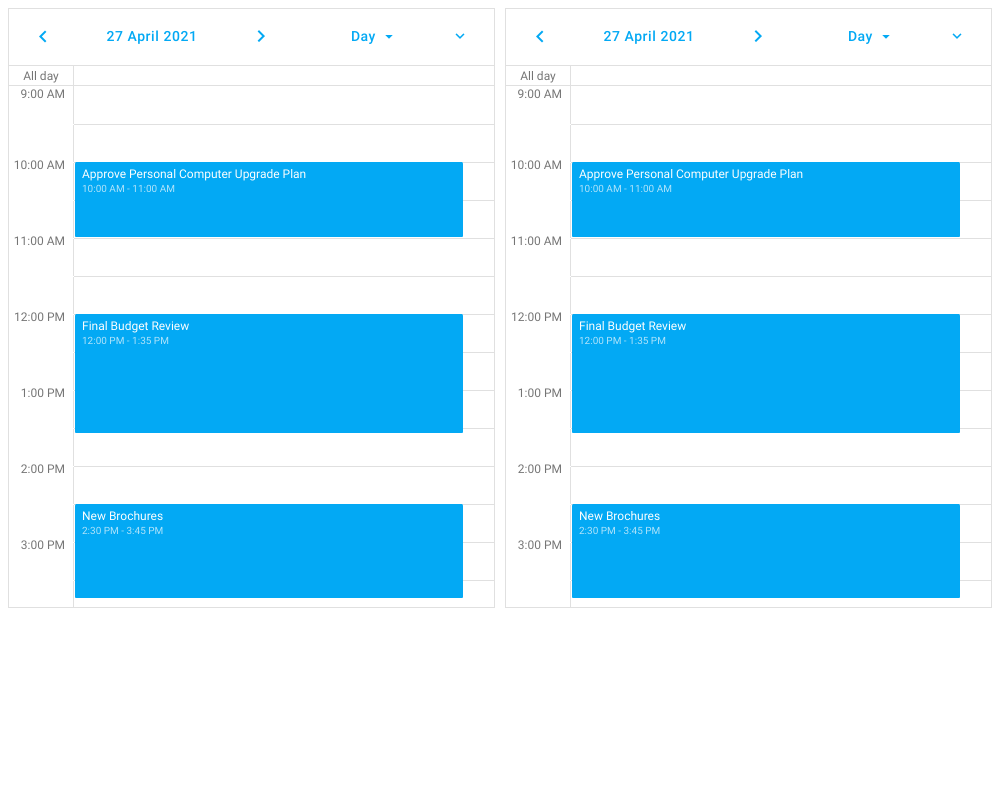 27 April 2021 Day
All day
9:00 AM
10:00 AM
Approve Personal Computer Upgrade Plan
10:00 AM - 11:00 AM
11:00 AM
12:00 PM
Final Budget Review
12:00 PM - 1:35 PM
1:00 PM
2:00 PM
New Brochures
2:30 PM - 3:45 PM
3:00 PM
27 April 2021 Day
All day
9:00 AM
10:00 AM
Approve Personal Computer Upgrade Plan
10:00 AM - 11:00 AM
11:00 AM
12:00 PM
Final Budget Review
12:00 PM - 1:35 PM
1:00 PM
2:00 PM
New Brochures
2:30 PM - 3:45 PM
3:00 PM